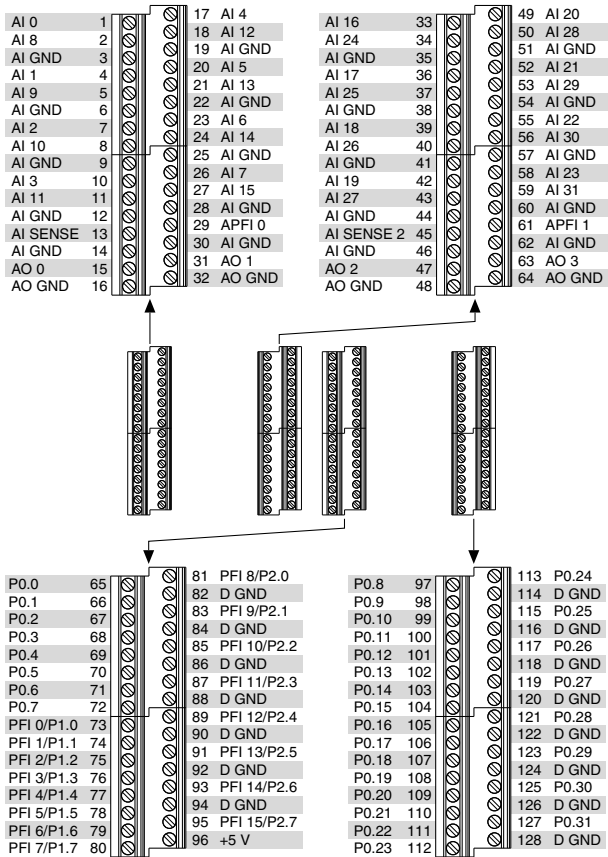 AI 0 1
AI 8 2
AI GND 3
AI 1 4
AI 9 5
AI GND 6
AI 2 7
AI 10 8
AI GND 9
AI 3 10
AI 11 11
AI GND 12
AI SENSE 13
AI GND 14
AO 0 15
AO GND 16
17 AI 4
18 AI 12
19 AI GND
20 AI 5
21 AI 13
22 AI GND
23 AI 6
24 AI 14
25 AI GND
26 AI 7
27 AI 15
28 AI GND
29 APFI 0
30 AI GND
31 AO 1
32 AO GND
AI 16 33
AI 24 34
AI GND 35
AI 17 36
AI 25 37
AI GND 38
AI 18 39
AI 26 40
AI GND 41
AI 19 42
AI 27 43
AI GND 44
AI SENSE 2 45
AI GND 46
AO 2 47
AO GND 48
49 AI 20
50 AI 28
51 AI GND
52 AI 21
53 AI 29
54 AI GND
55 AI 22
56 AI 30
57 AI GND
58 AI 23
59 AI 31
60 AI GND
61 APFI 1
62 AI GND
63 AO 3
64 AO GND
P0.0 65
P0.1 66
P0.2 67
P0.3 68
P0.4 69
P0.5 70
P0.6 71
P0.7 72
PFI 0/P1.0 73
PFI 1/P1.1 74
PFI 2/P1.2 75
PFI 3/P1.3 76
PFI 4/P1.4 77
PFI 5/P1.5 78
PFI 6/P1.6 79
PFI 7/P1.7 80
81 PFI 8/P2.0
82 D GND
83 PFI 9/P2.1
84 D GND
85 PFI 10/P2.2
86 D GND
87 PFI 11/P2.3
88 D GND
89 PFI 12/P2.4
90 D GND
91 PFI 13/P2.5
92 D GND
93 PFI 14/P2.6
94 D GND
95 PFI 15/P2.7
96 +5 V
P0.8 97
P0.9 98
P0.10 99
P0.11 100
P0.12 101
P0.13 102
P0.14 103
P0.15 104
P0.16 105
P0.17 106
P0.18 107
P0.19 108
P0.20 109
P0.21 110
P0.22 111
P0.23 112
113 P0.24
114 D GND
115 P0.25
116 D GND
117 P0.26
118 D GND
119 P0.27
120 D GND
121 P0.28
122 D GND
123 P0.29
124 D GND
125 P0.30
126 D GND
127 P0.31
128 D GND